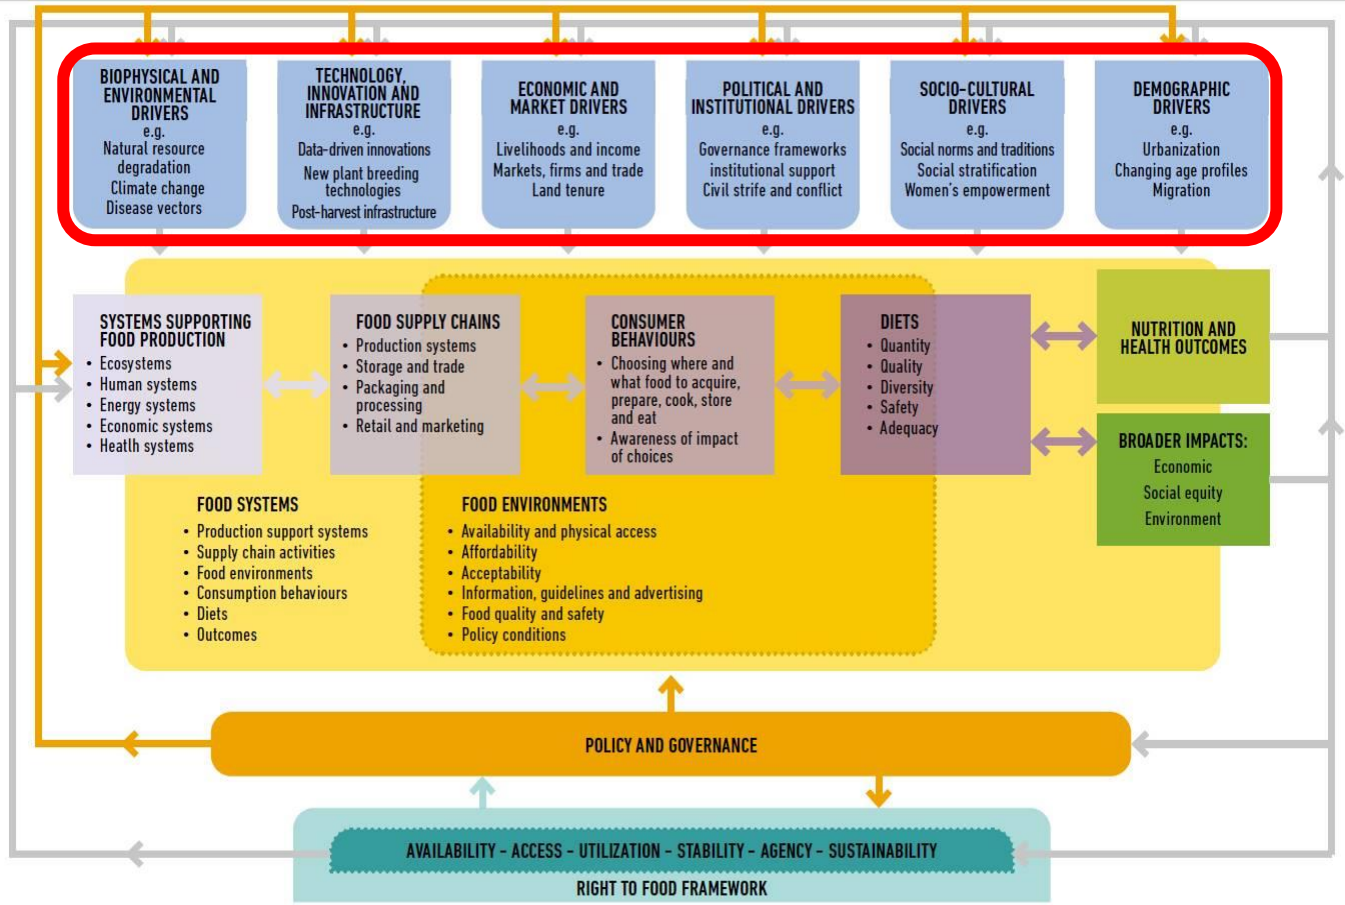 BIOPHYSICAL AND
ENVIRONMENTAL
DRIVERS
e.g.
Natural resource
degradation
Climate change
Disease vectors
TECHNOLOGY,
INNOVATION AND
INFRASTRUCTURE
e.g.
Data-driven innovations
New plant breeding
technologies
Post-harvest infrastructure
ECONOMIC AND
MARKET DRIVERS
e.g.
Livelihoods and income
Markets, firms and trade
Land tenure
POLITICAL AND
INSTITUTIONAL DRIVERS
e.g.
Governance frameworks
institutional support
Civil strife and conflict
SOCIO-CULTURAL
DRIVERS
e.g.
Social norms and traditions
Social stratification
Women's empowerment
DEMOGRAPHIC
DRIVERS
e.g.
Urbanization
Changing age profiles
Migration
SYSTEMS SUPPORTING
FOOD PRODUCTION
• Ecosystems
• Human systems
• Energy systems
• Economic systems
• Health systems
FOOD SUPPLY CHAINS
• Production systems
• Storage and trade
• Packaging and
processing
• Retail and marketing
CONSUMER
BEHAVIOURS
• Choosing where and
what food to acquire,
prepare, cook, store
and eat
• Awareness of impact
of choices
DIETS
• Quantity
• Quality
• Diversity
• Safety
• Adequacy
NUTRITION AND
HEALTH OUTCOMES
BROADER IMPACTS:
Economic
Social equity
Environment
FOOD SYSTEMS
• Production support systems
• Supply chain activities
• Food environments
• Consumption behaviours
• Diets
• Outcomes
FOOD ENVIRONMENTS
• Availability and physical access
• Affordability
• Acceptability
• Information, guidelines and advertising
• Food quality and safety
• Policy conditions
POLICY AND GOVERNANCE
AVAILABILITY – ACCESS – UTILIZATION – STABILITY – AGENCY – SUSTAINABILITY
RIGHT TO FOOD FRAMEWORK